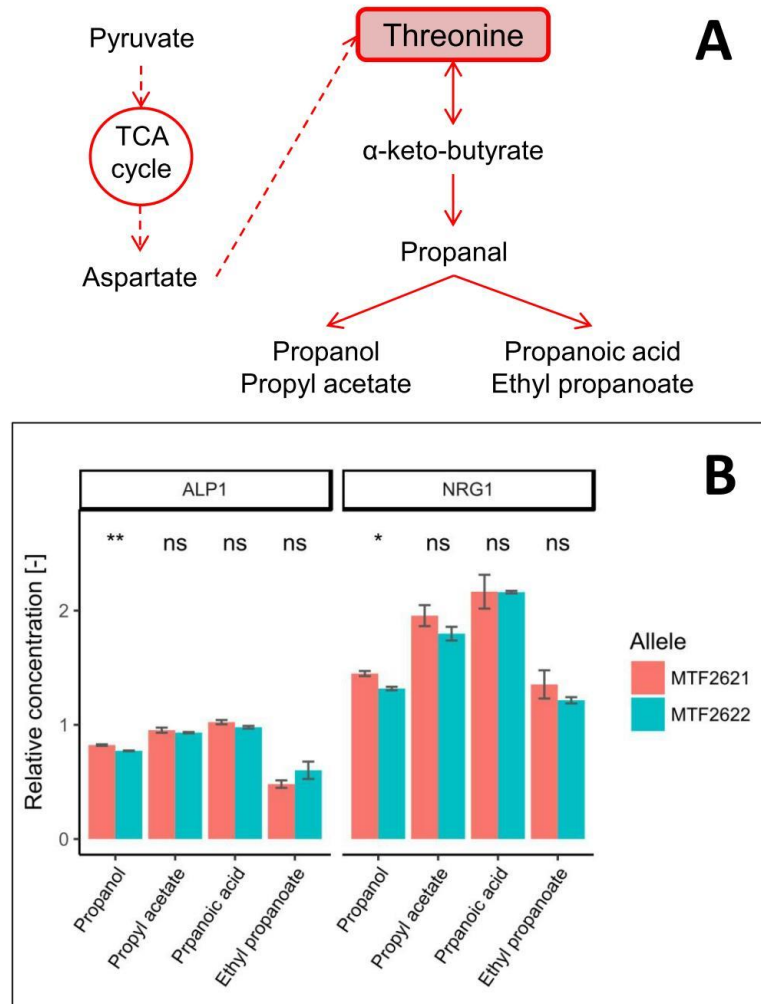 A
Pyruvate
Threonine
TCA
cycle
α-keto-butyrate
Aspartate
Propanal
Propanol
Propyl acetate
Propanoic acid
Ethyl propanoate
B
ALP1
NRG1
** ns ns ns
* ns ns ns
Relative concentration [-]
2
1
0
Propanol
Propyl acetate
Prpanoic acid
Ethyl propanoate
Propanol
Propyl acetate
Prpanoic acid
Ethyl propanoate
Allele
MTF2621
MTF2622